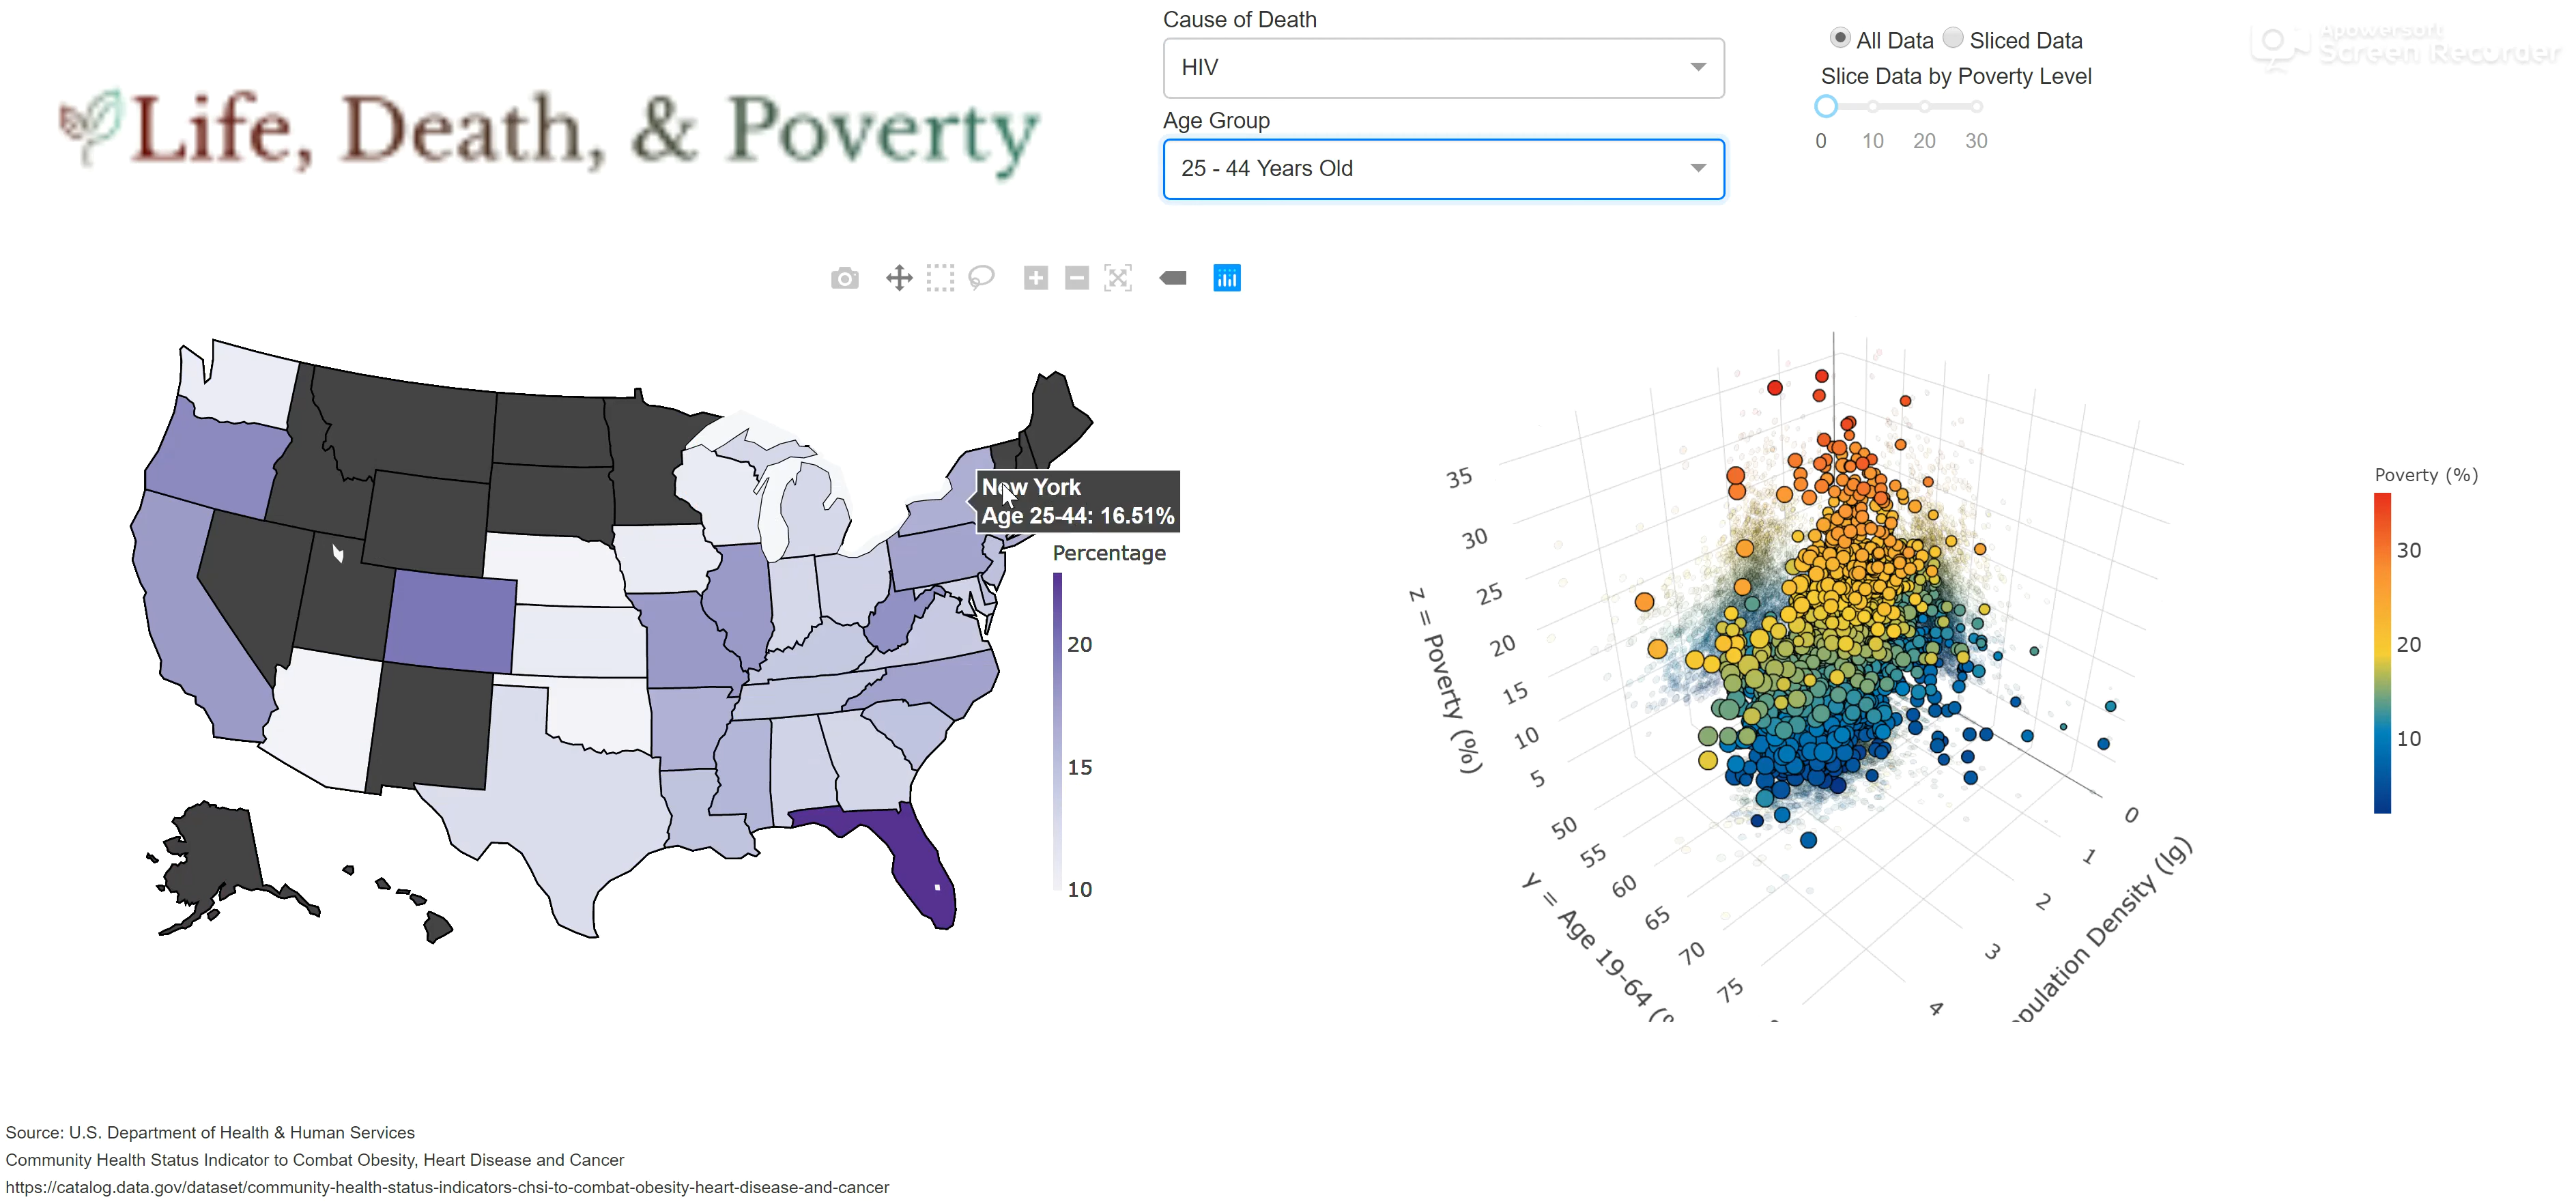 Life, Death, & Poverty
Cause of Death
HIV
Age Group
25 - 44 Years Old
All Data Sliced Data
Slice Data by Poverty Level
0 10 20 30
Apowersoft
Screen Recorder
New York
Age 25-44: 16.51%
Percentage
20
15
10
35
30
25
20
15
10
5
z = Poverty (%)
50
55
60
65
70
75
y = Age 19-64 (
0
1
2
3
4
pulation Density (lg)
Poverty (%)
30
20
10
Source: U.S. Department of Health & Human Services
Community Health Status Indicator to Combat Obesity, Heart Disease and Cancer
https://catalog.data.gov/dataset/community-health-status-indicators-chsi-to-combat-obesity-heart-disease-and-cancer